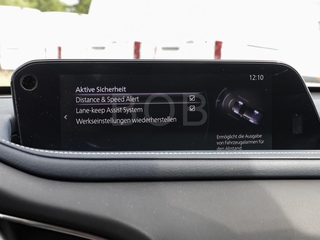 12:10
Aktive Sicherheit
Distance & Speed Alert
Lane-keep Assist System
Werkseinstellungen wiederherstellen
Ermöglicht die Ausgabe
von Fahrzeugalarmen für
den Abstand